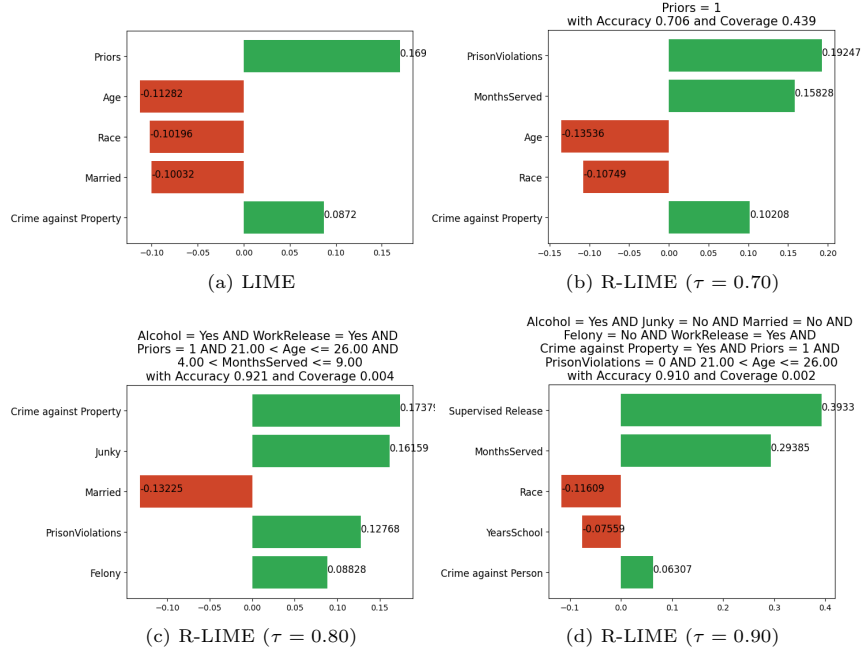 Priors
0.169
Age
-0.11282
Race
-0.10196
Married
-0.10032
Crime against Property
0.0872
−0.10 −0.05 0.00 0.05 0.10 0.15
(a) LIME
Priors = 1
with Accuracy 0.706 and Coverage 0.439
PrisonViolations
0.19247
MonthsServed
0.15828
Age
-0.13536
Race
-0.10749
Crime against Property
0.10208
−0.15 −0.10 −0.05 0.00 0.05 0.10 0.15 0.20
(b) R-LIME (τ = 0.70)
Alcohol = Yes AND WorkRelease = Yes AND
Priors = 1 AND 21.00 < Age <= 26.00 AND
4.00 < MonthsServed <= 9.00
with Accuracy 0.921 and Coverage 0.004
Crime against Property
Junky
0.16159
Married
-0.13225
PrisonViolations
0.12768
Felony
0.08828
−0.10 −0.05 0.00 0.05 0.10 0.15
(c) R-LIME (τ = 0.80)
Alcohol = Yes AND Junky = No AND Married = No AND
Felony = No AND WorkRelease = Yes AND
Crime against Property = Yes AND Priors = 1 AND
PrisonViolations = 0 AND 21.00 < Age <= 26.00
with Accuracy 0.910 and Coverage 0.002
Supervised Release
0.3933
MonthsServed
0.29385
Race
-0.11609
YearsSchool
-0.07559
Crime against Person
0.06307
−0.1 0.0 0.1 0.2 0.3 0.4
(d) R-LIME (τ = 0.90)